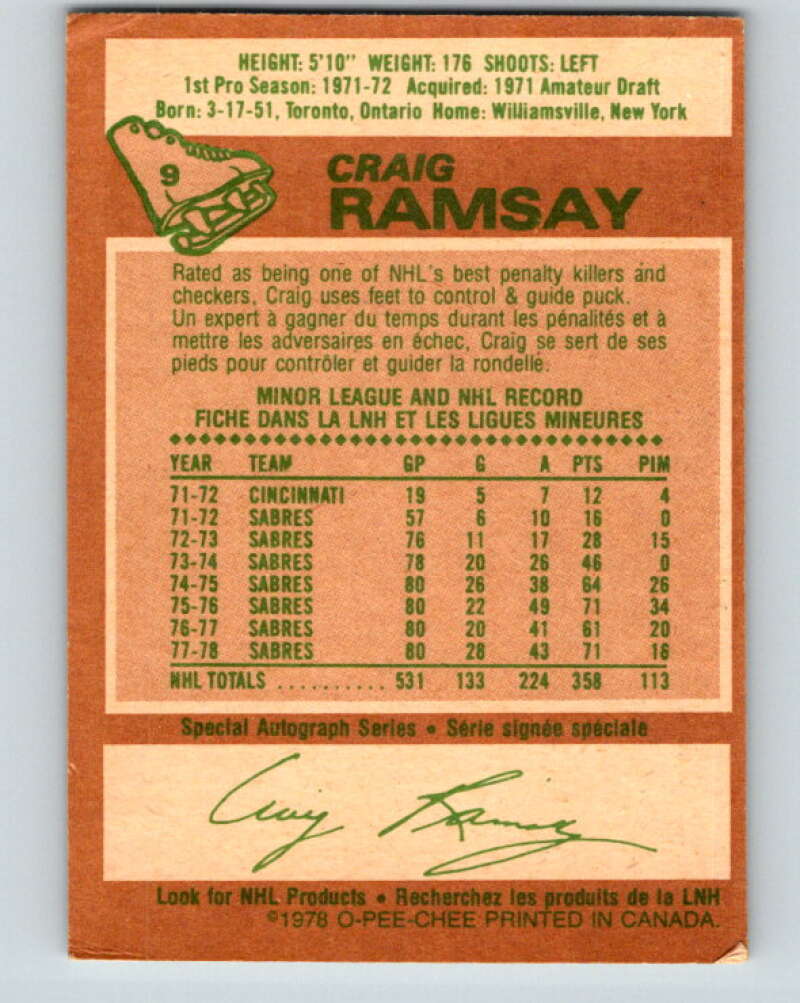 HEIGHT: 5'10" WEIGHT: 176 SHOOTS: LEFT
1st Pro Season: 1971-72 Acquired: 1971 Amateur Draft
Born: 3-17-51, Toronto, Ontario Home: Williamsville, New York
9
CRAIG
RAMSAY
Rated as being one of NHL's best penalty killers and
checkers, Craig uses feet to control & guide puck.
Un expert à gagner du temps durant les pénalités et à
mettre les adversaires en échec, Craig se sert de ses
pieds pour contrôler et guider la rondelle.
MINOR LEAGUE AND NHL RECORD
FICHE DANS LA LNH ET LES LIGUES MINEURES
YEAR TEAM GP G A PTS PIM
71-72 CINCINNATI 19 5 7 12 4
71-72 SABRES 57 6 10 16 0
72-73 SABRES 76 11 17 28 15
73-74 SABRES 78 20 26 46 0
74-75 SABRES 80 26 38 64 26
75-76 SABRES 80 22 49 71 34
76-77 SABRES 80 20 41 61 20
77-78 SABRES 80 28 43 71 16
NHL TOTALS .......... 531 133 224 358 113
Special Autograph Series • Série signée spéciale
Craig Ramsay
Look for NHL Products • Recherchez les produits de la LNH
©1978 O-PEE-CHEE PRINTED IN CANADA.